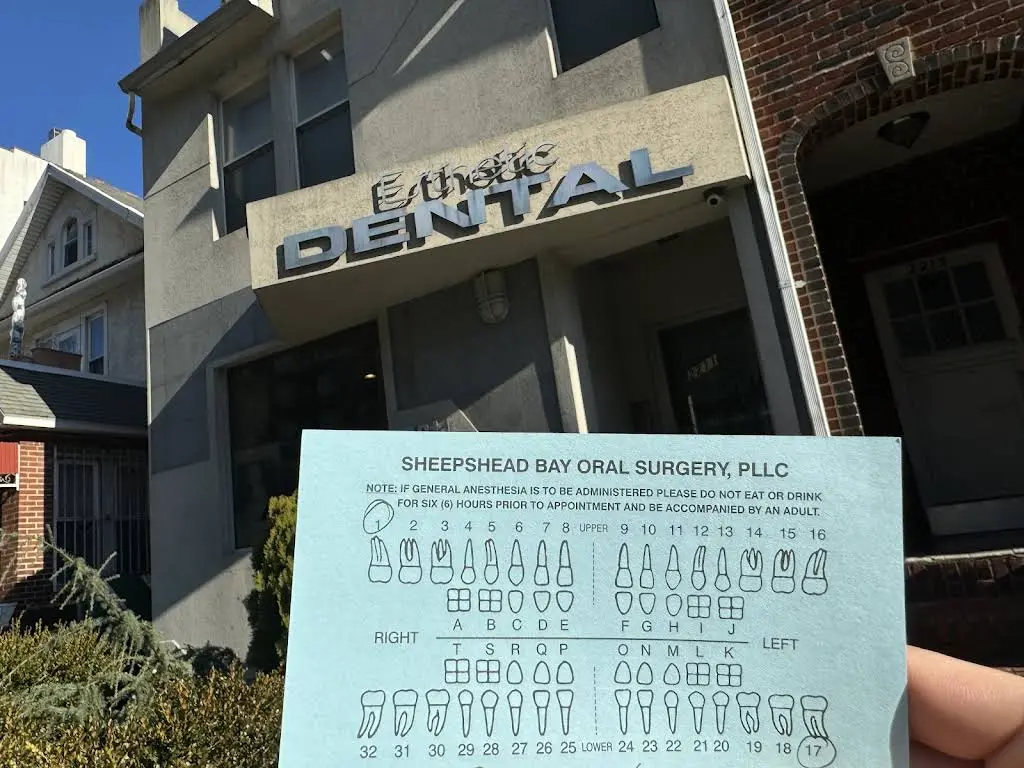 Esthetic
DENTAL
SHEEPSHEAD BAY ORAL SURGERY, PLLC
NOTE: IF GENERAL ANESTHESIA IS TO BE ADMINISTERED PLEASE DO NOT EAT OR DRINK
FOR SIX (6) HOURS PRIOR TO APPOINTMENT AND BE ACCOMPANIED BY AN ADULT.
1 2 3 4 5 6 7 8 UPPER 9 10 11 12 13 14 15 16
A B C D E F G H I J
RIGHT LEFT
T S R Q P O N M L K
32 31 30 29 28 27 26 25 LOWER 24 23 22 21 20 19 18 17